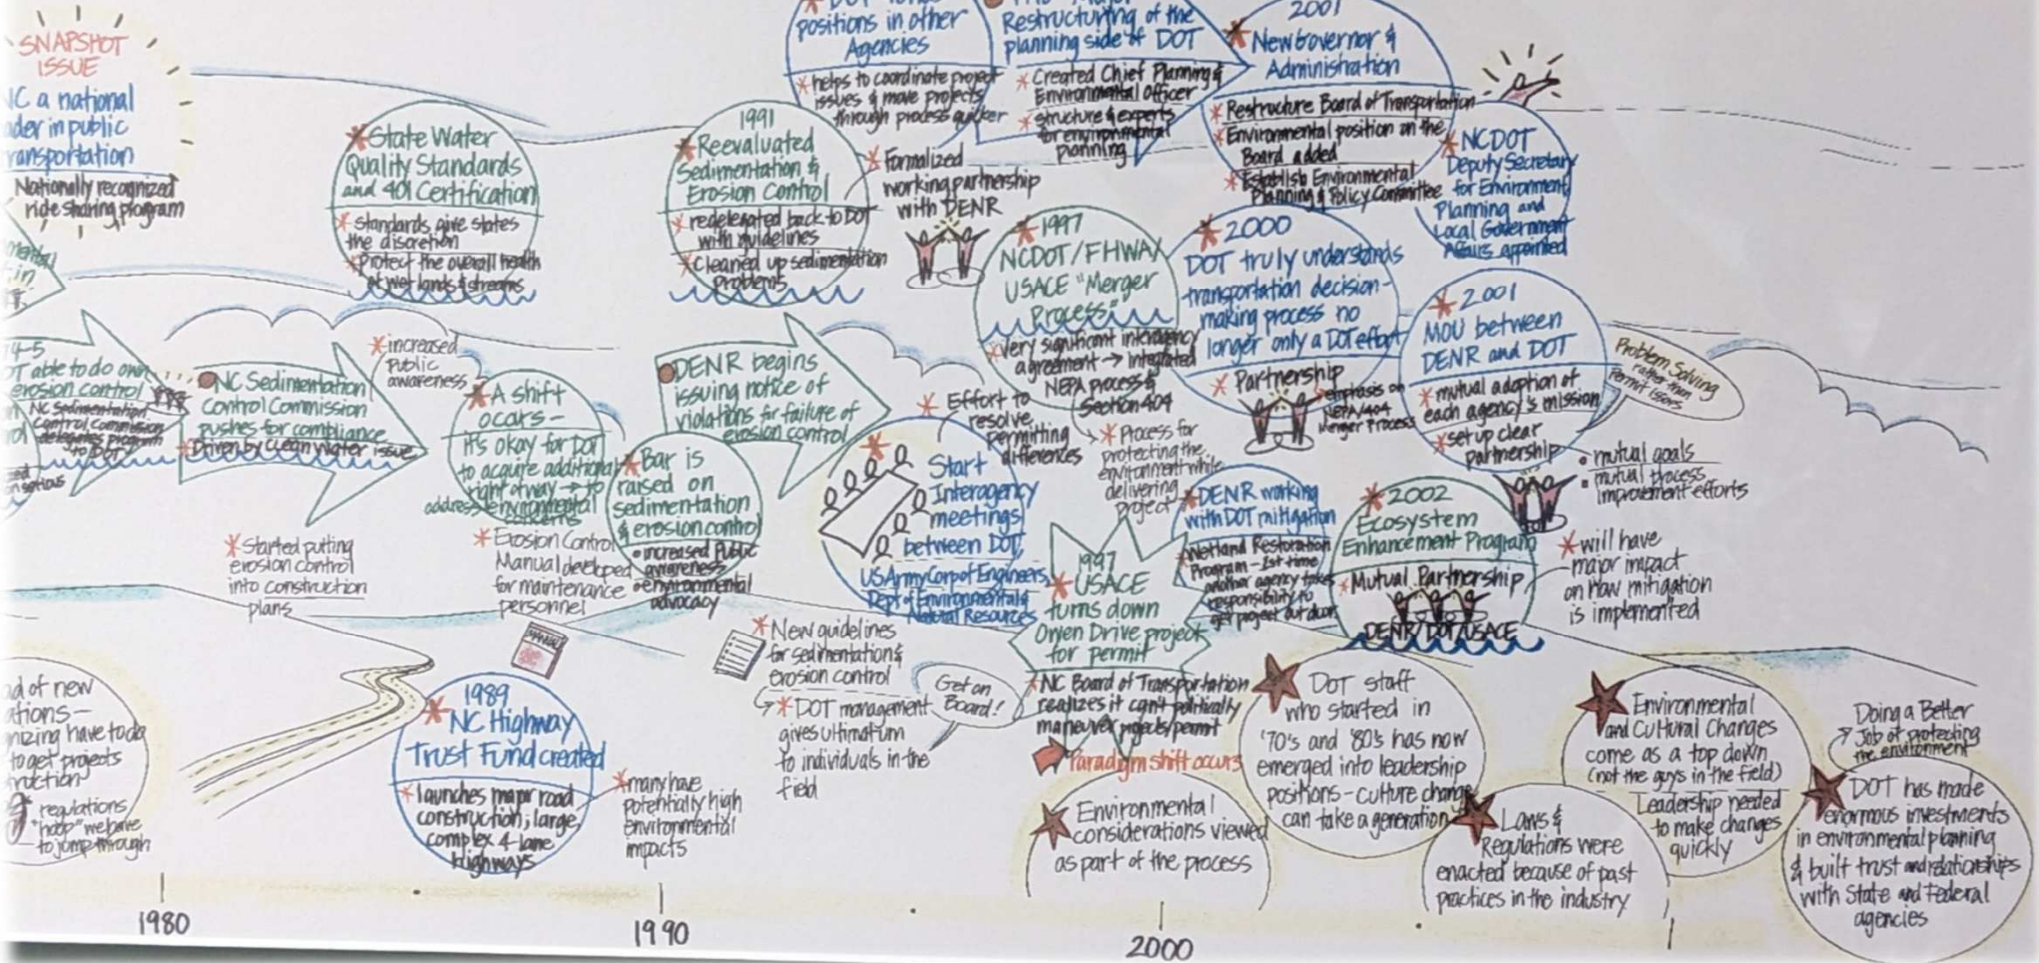 SNAPSHOT
ISSUE
NC a national
in public
transportation
Nationally recognized
ride sharing program
State Water
Quality Standards
and 401 Certification
standards give states
the discretion
Protect the overall health
of wetlands & streams
1991
Reevaluated
Sedimentation &
Erosion Control
redelegated back to DOT
with guidelines
Cleaned up sedimentation
problems
positions in other
Agencies
helps to coordinate project
issues & move projects
through process quicker
Formalized
working partnership
with DENR
Restructuring of the
planning side of DOT
Created Chief Planning &
Environmental Officer
structure & experts
for environmental
planning
2001
New Governor &
Administration
Restructure Board of Transportation
Environmental position on the
Board added
Establish Environmental
Planning & Policy Committee
NCDOT
Deputy Secretary
for Environment,
Planning and
Local Government
Affairs appointed
1997
NCDOT/FHWA/
USACE "Merger
Process"
very significant interagency
agreement → integrated
NEPA process &
Section 404
Process for
protecting the
environment while
delivering
project
2000
DOT truly understands
transportation decision-
making process no
longer only a DOT effort
Partnership
emphasis on
NEPA/404
Merger Process
2001
MOU between
DENR and DOT
mutual adoption of
each agency's mission
set up clear
partnership
mutual goals
mutual process
improvement efforts
Problem Solving
rather than
4-5
able to do own
erosion control
NC Sedimentation
Control Commission
delegates program
to DOT
NC Sedimentation
Control Commission
pushes for compliance
Driven by Clean Water issue
increased
Public
awareness
Started putting
erosion control
into construction
plans
A shift
ocurs-
It's okay for DOT
to acquire additional
right of way → to
address environmental
concerns
Erosion Control
Manual developed
for maintenance
personnel
MANUAL
DENR begins
issuing notice of
violations for failure of
erosion control
Bar is
raised on
sedimentation
& erosion control
increased Public
awareness
environmental
advocacy
Effort to
resolve
permitting
differences
Start
Interagency
meetings
between DOT,
US Army Corp of Engineers,
Dept of Environmental &
Natural Resources
New guidelines
for sedimentation &
erosion control
DOT management
gives ultimatum
to individuals in the
field
Get on
Board!
1997
USACE
turns down
Oryen Drive project
for permit
NC Board of Transportation
realizes it can't politically
maneuver projects/permit
Paradigm shift occurs
DENR working
with DOT mitigation
Wetland Restoration
Program - 1st time
another agency takes
responsibility to
get project out door
2002
Ecosystem
Enhancement Program
Mutual Partnership
DENR/DOT/USACE
will have
major impact
on how mitigation
is implemented
of new
to get projects
regulations
"hoop" we have
to jump through
1989
NC Highway
Trust Fund created
launches major road
construction; large,
complex 4-lane
highways
many have
potentially high
environmental
impacts
Environmental
considerations viewed
as part of the process
DOT staff
who started in
'70's and '80's has now
emerged into leadership
positions - culture change
can take a generation
Laws &
Regulations were
enacted because of past
practices in the industry
Environmental
and Cultural Changes
come as a top down
(not the guys in the field)
Leadership needed
to make changes
quickly
Doing a Better
Job of protecting
the environment
DOT has made
enormous investments
in environmental planning
& built trust and relationships
with State and Federal
agencies
1980
1990
2000